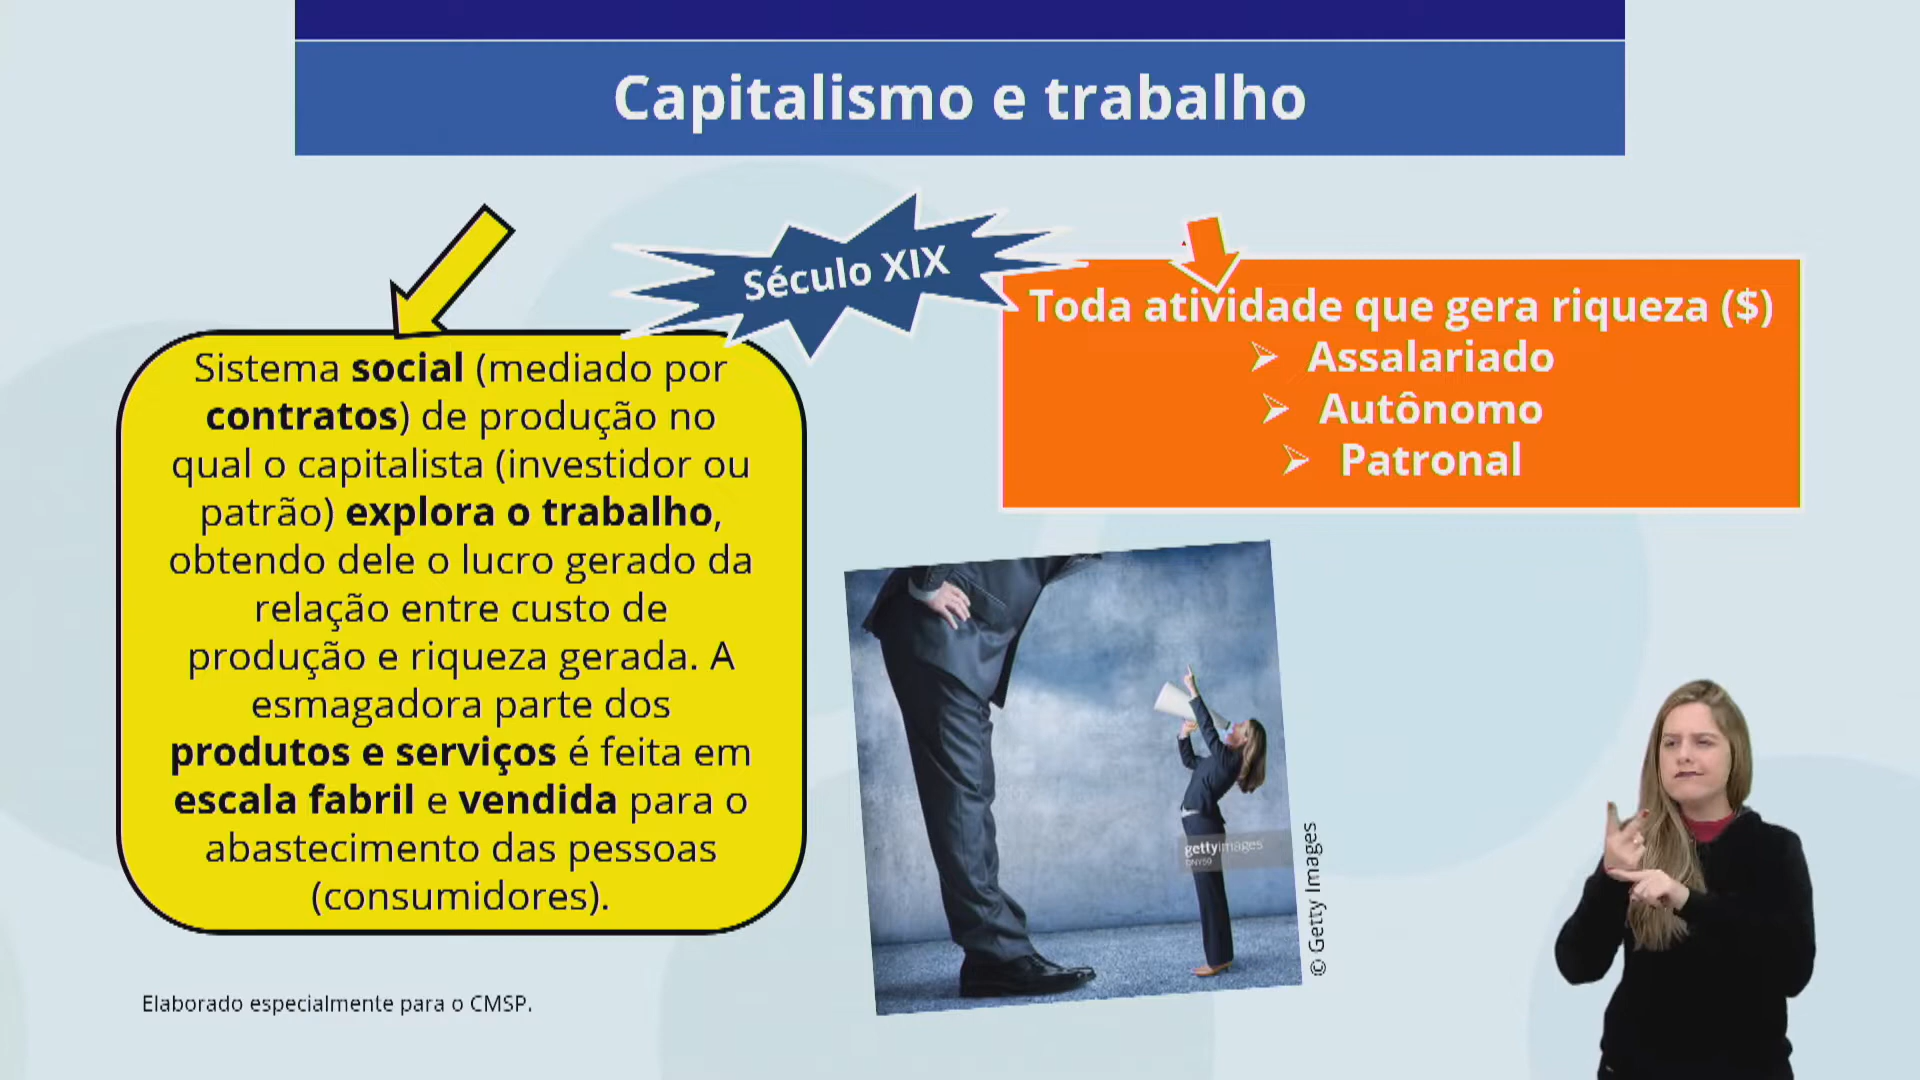 Capitalismo e trabalho
Século XIX
Sistema social (mediado por
contratos) de produção no
qual o capitalista (investidor ou
patrão) explora o trabalho,
obtendo dele o lucro gerado da
relação entre custo de
produção e riqueza gerada. A
esmagadora parte dos
produtos e serviços é feita em
escala fabril e vendida para o
abastecimento das pessoas
(consumidores).
Toda atividade que gera riqueza ($)
Assalariado
Autônomo
Patronal
gettyimages
© Getty Images
Elaborado especialmente para o CMSP.